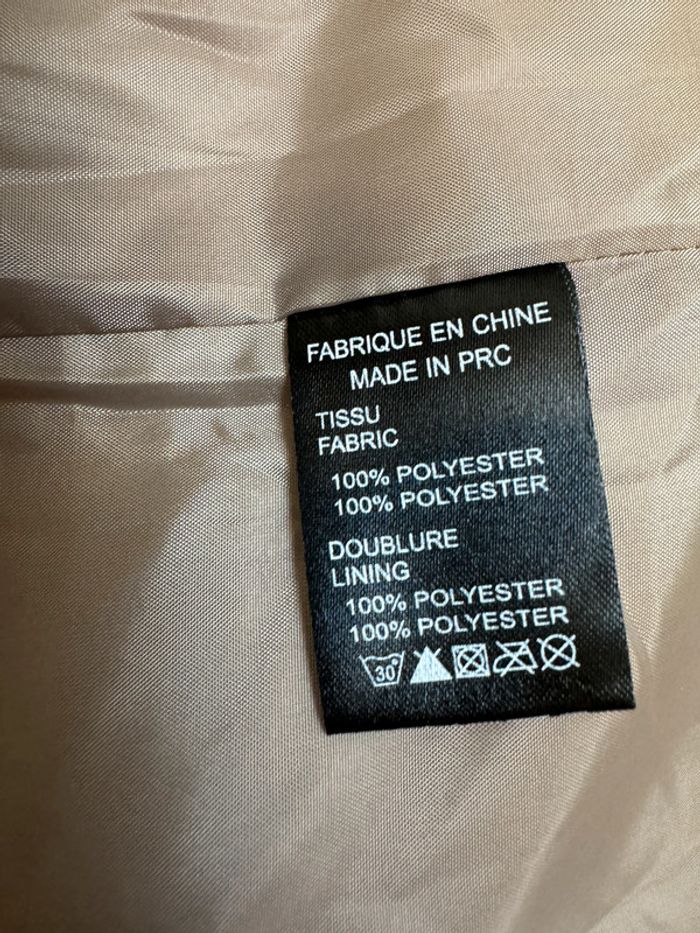 FABRIQUE EN CHINE
MADE IN PRC
TISSU
FABRIC
100% POLYESTER
100% POLYESTER
DOUBLURE
LINING
100% POLYESTER
100% POLYESTER
30°